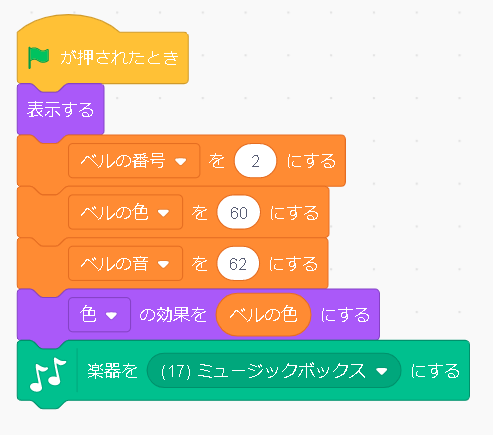 が押されたとき
表示する
ベルの番号 を 2 にする
ベルの色 を 60 にする
ベルの音 を 62 にする
色 の効果を ベルの色 にする
楽器を (17) ミュージックボックス にする